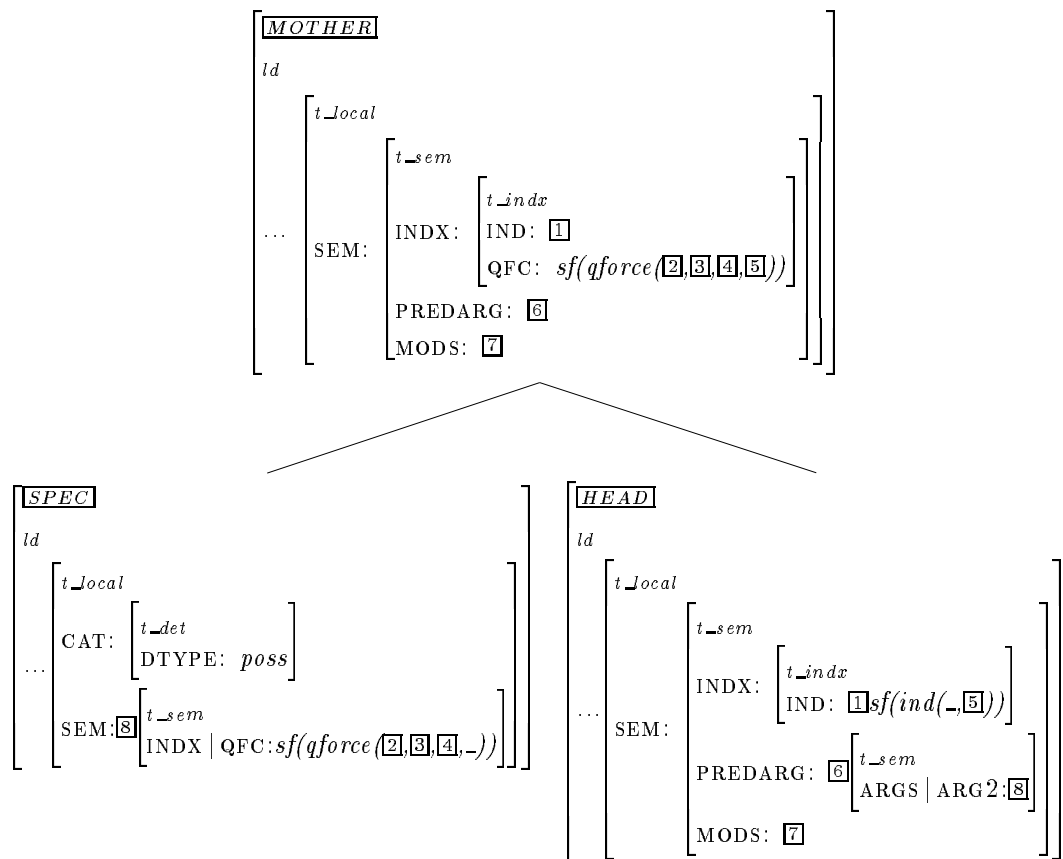 MOTHER
ld
t_local
t_sem
t_indx
... SEM: INDX: IND: 1
QFC: sf(qforce(2,3,4,5))
PREDARG: 6
MODS: 7
SPEC
ld
t_local
CAT: t_det
DTYPE: poss
...
SEM:8 t_sem
INDX | QFC:sf(qforce(2,3,4,_))
HEAD
ld
t_local
t_sem
INDX: t_indx
IND: 1sf(ind(_,5))
... SEM:
PREDARG: 6 t_sem
ARGS | ARG2:8
MODS: 7